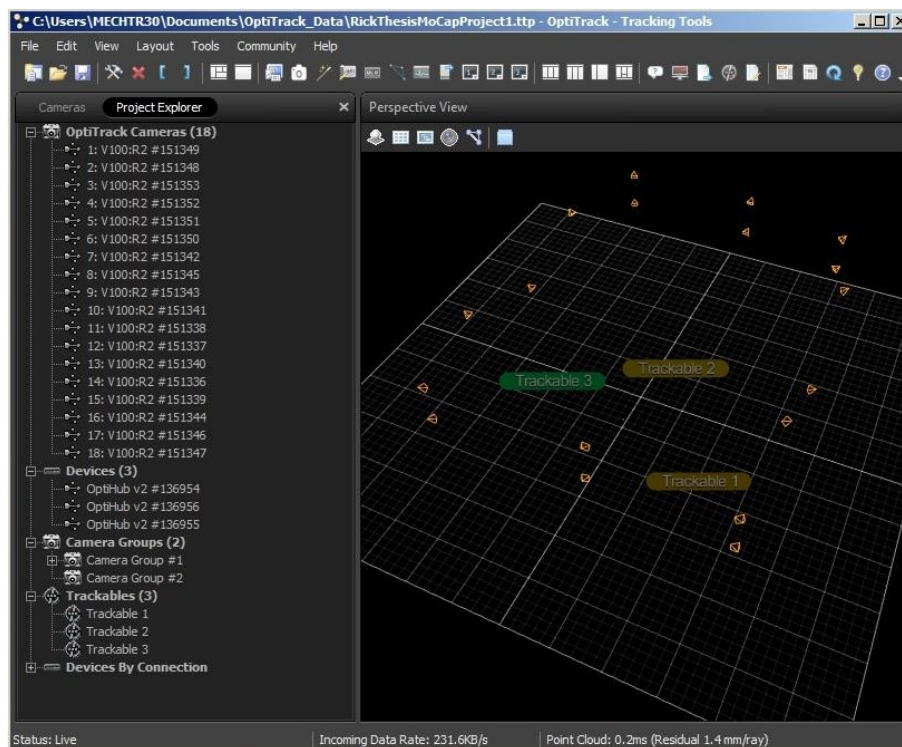 C:\Users\MECHTR30\Documents\OptiTrack_Data\RickThesisMoCapProject1.ttp - OptiTrack - Tracking Tools
File Edit View Layout Tools Community Help
Cameras Project Explorer
Perspective View
OptiTrack Cameras (18)
1: V100:R2 #151349
2: V100:R2 #151348
3: V100:R2 #151353
4: V100:R2 #151352
5: V100:R2 #151351
6: V100:R2 #151350
7: V100:R2 #151342
8: V100:R2 #151345
9: V100:R2 #151343
10: V100:R2 #151341
11: V100:R2 #151338
12: V100:R2 #151337
13: V100:R2 #151340
14: V100:R2 #151336
15: V100:R2 #151339
16: V100:R2 #151344
17: V100:R2 #151346
18: V100:R2 #151347
Devices (3)
OptiHub v2 #136954
OptiHub v2 #136956
OptiHub v2 #136955
Camera Groups (2)
Camera Group #1
Camera Group #2
Trackables (3)
Trackable 1
Trackable 2
Trackable 3
Devices By Connection
Trackable 2
Trackable 3
Trackable 1
Status: Live
Incoming Data Rate: 231.6KB/s
Point Cloud: 0.2ms (Residual 1.4 mm/ray)